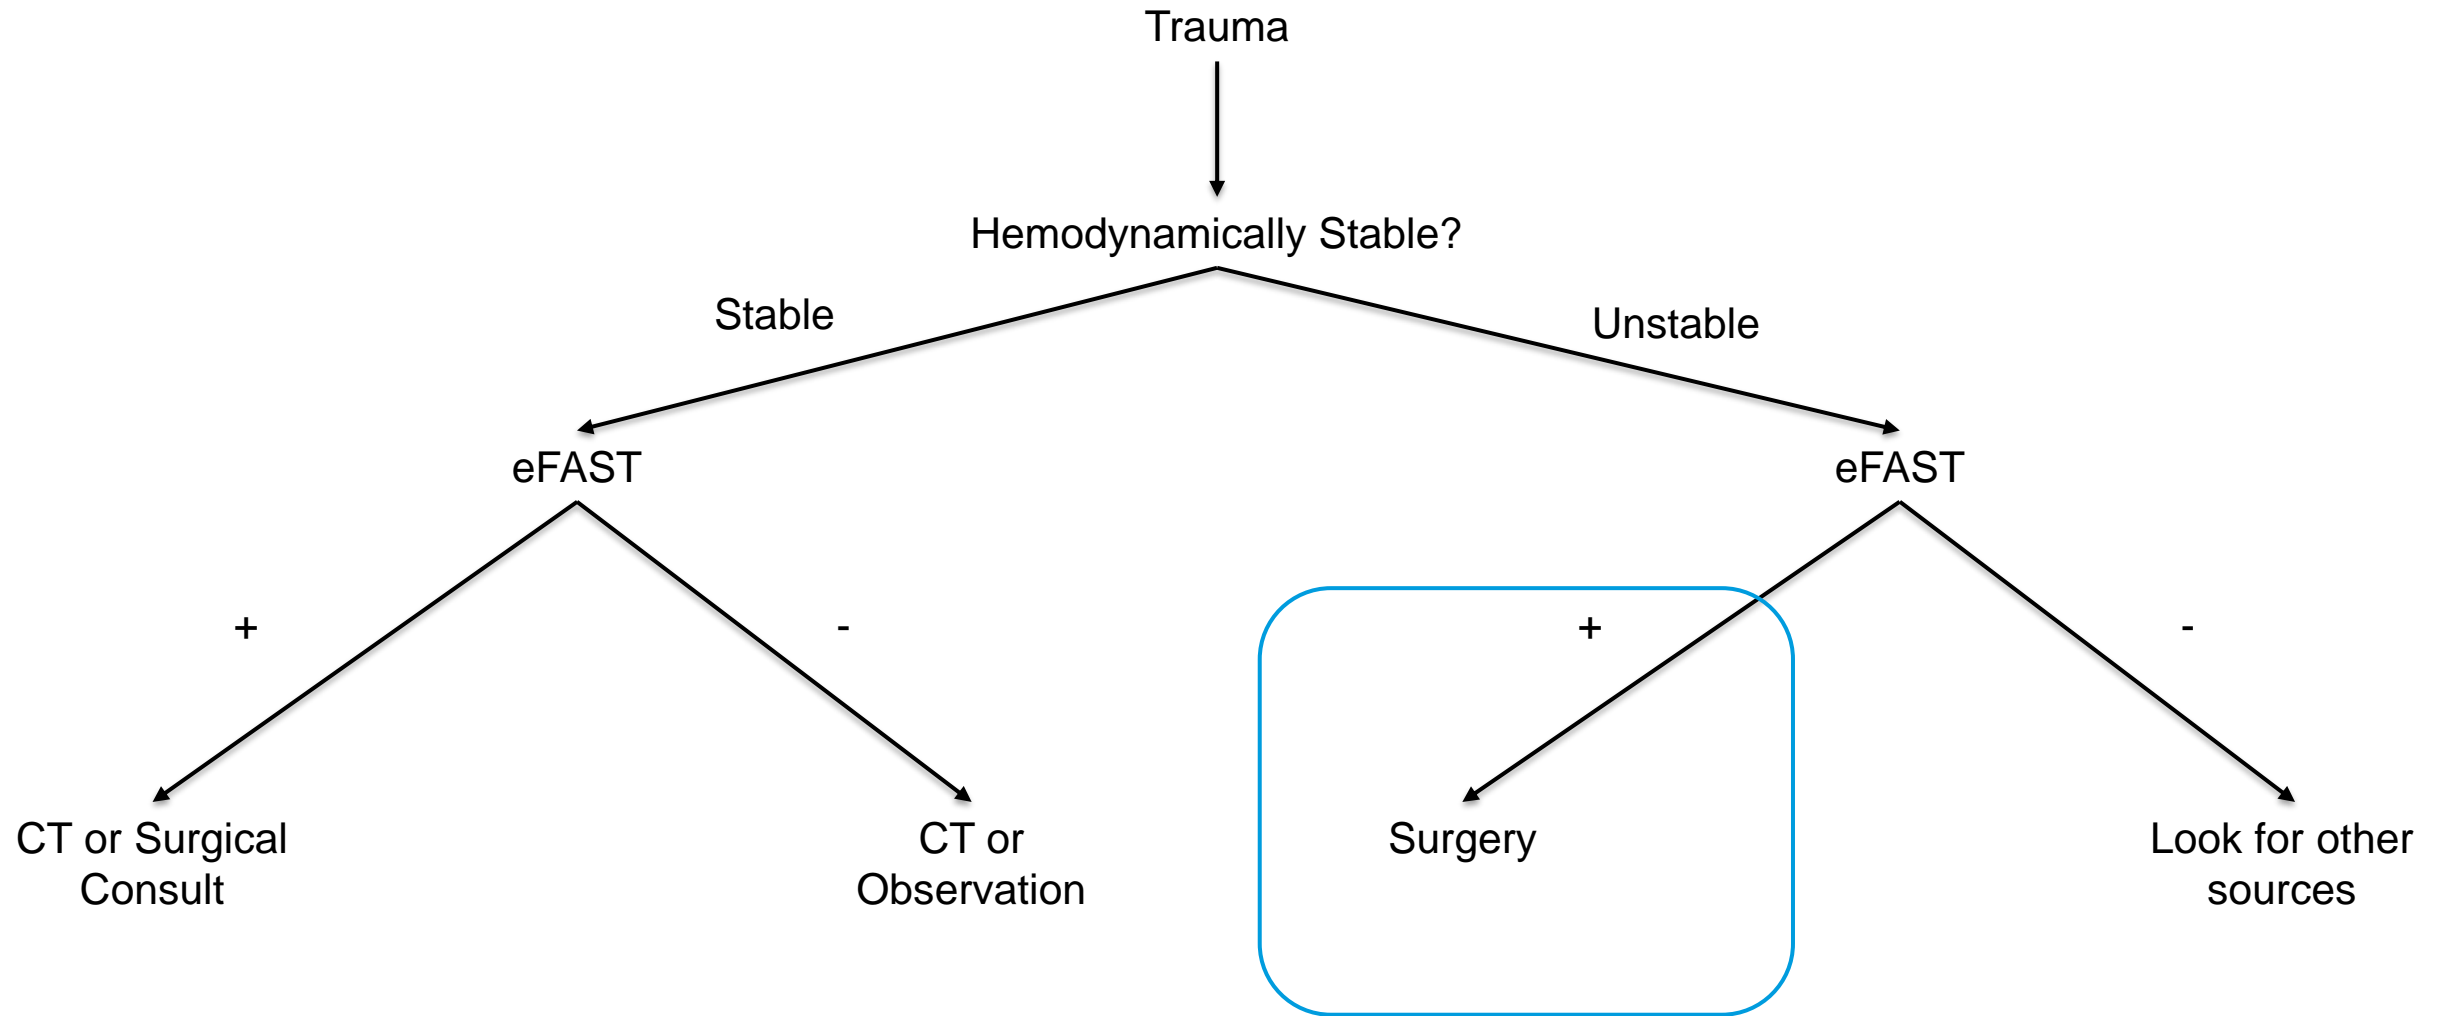 Trauma
Hemodynamically Stable?
Stable
Unstable
eFAST
eFAST
+
-
+
-
CT or Surgical
Consult
CT or
Observation
Surgery
Look for other
sources